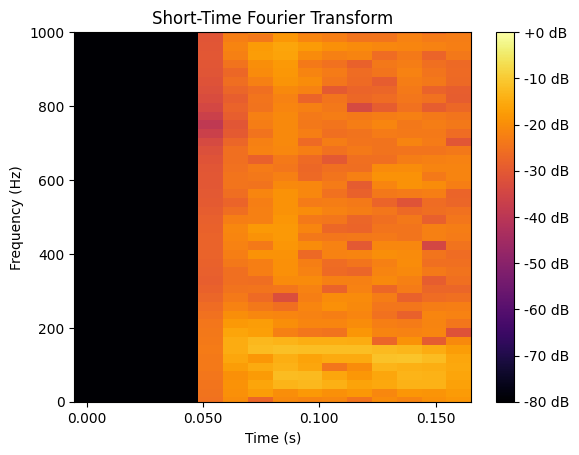 Short-Time Fourier Transform
1000
800
600
400
200
0
Frequency (Hz)
0.000
0.050
0.100
0.150
Time (s)
+0 dB
-10 dB
-20 dB
-30 dB
-40 dB
-50 dB
-60 dB
-70 dB
-80 dB